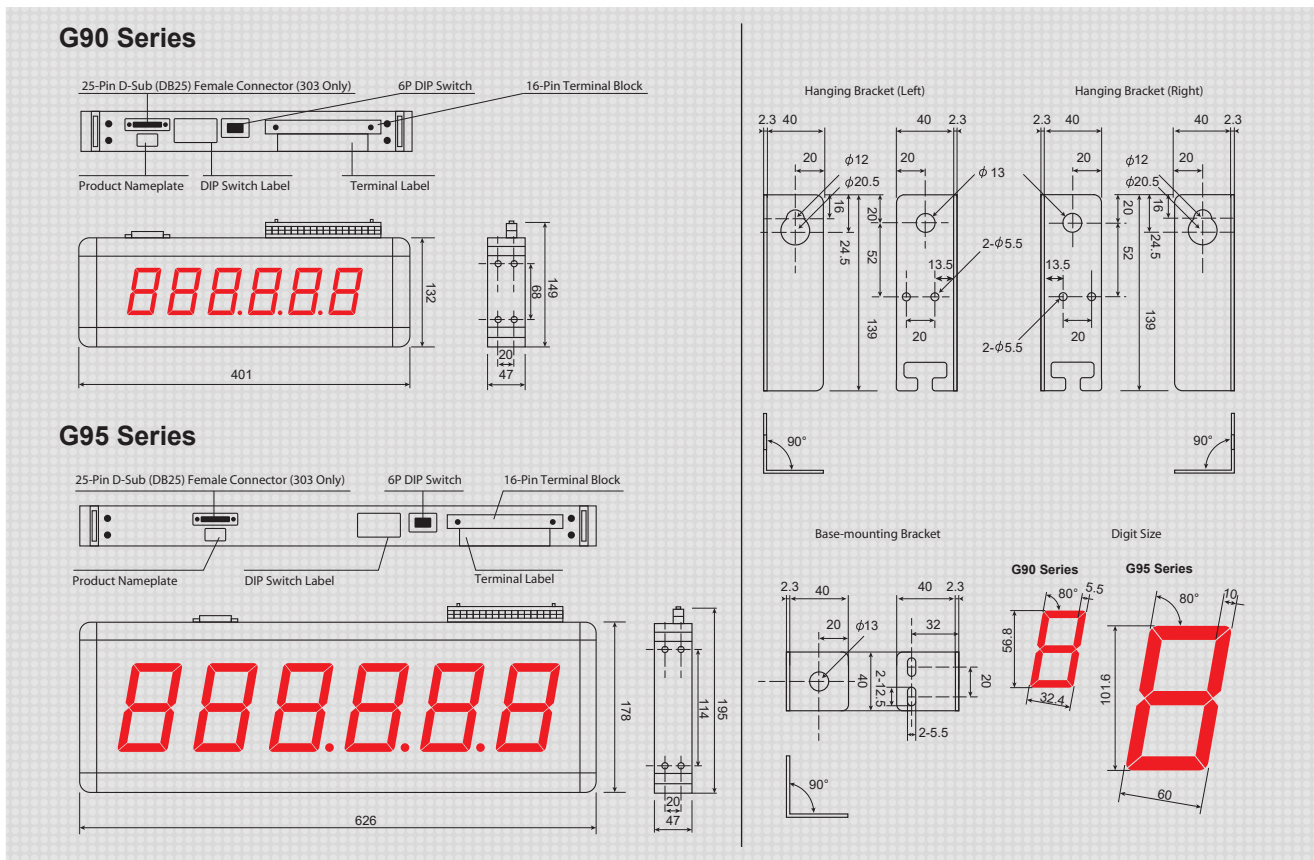 G90 Series
25-Pin D-Sub (DB25) Female Connector (303 Only) 6P DIP Switch 16-Pin Terminal Block
Product Nameplate DIP Switch Label Terminal Label
132
401
68
149
20
47
G95 Series
25-Pin D-Sub (DB25) Female Connector (303 Only) 6P DIP Switch 16-Pin Terminal Block
Product Nameplate DIP Switch Label Terminal Label
178
626
114
195
20
47
Hanging Bracket (Left) Hanging Bracket (Right)
2.3 40 40 2.3 2.3 40 40 2.3
20 ϕ12 20 ϕ13 20 ϕ12 20
ϕ20.5 ϕ20.5
16 20 20 16
24.5 52 52 24.5
2-ϕ5.5
13.5 13.5
139 20 20 139
2-ϕ5.5
90° 90°
Base-mounting Bracket Digit Size
G90 Series G95 Series
2.3 40 40 2.3
20 ϕ13 32
40 2-12.5 20
2-5.5
90°
80° 5.5
56.8
32.4
80° 10
101.6
60